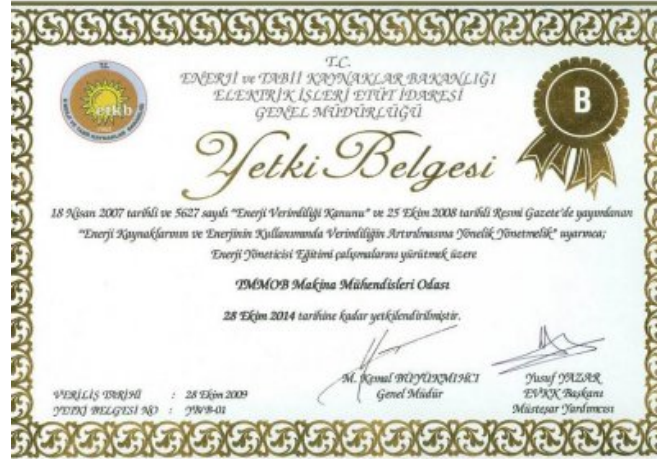 T.C.
ENERJİ ve TABİİ KAYNAKLAR BAKANLIĞI
ELEKTRİK İŞLERİ ETÜT İDARESİ
GENEL MÜDÜRLÜĞÜ
etkb
B
Yetki Belgesi
18 Nisan 2007 tarihli ve 5627 sayılı "Enerji Verimliliği Kanunu" ve 25 Ekim 2008 tarihli Resmi Gazete'de yayımlanan
"Enerji Kaynaklarının ve Enerjinin Kullanımında Verimliliğin Artırılmasına Yönelik Yönetmelik" uyarınca;
Enerji Yöneticisi Eğitimi çalışmalarını yürütmek üzere
TMMOB Makina Mühendisleri Odası
28 Ekim 2014 tarihine kadar yetkilendirilmiştir.
M. Kemal BÜYÜKMIHCI
Genel Müdür
Yusuf YAZAR
EVKK Başkanı
Müsteşar Yardımcısı
VERİLİŞ TARİHİ : 28 Ekim 2009
YETKİ BELGESİ NO : YB/B-01